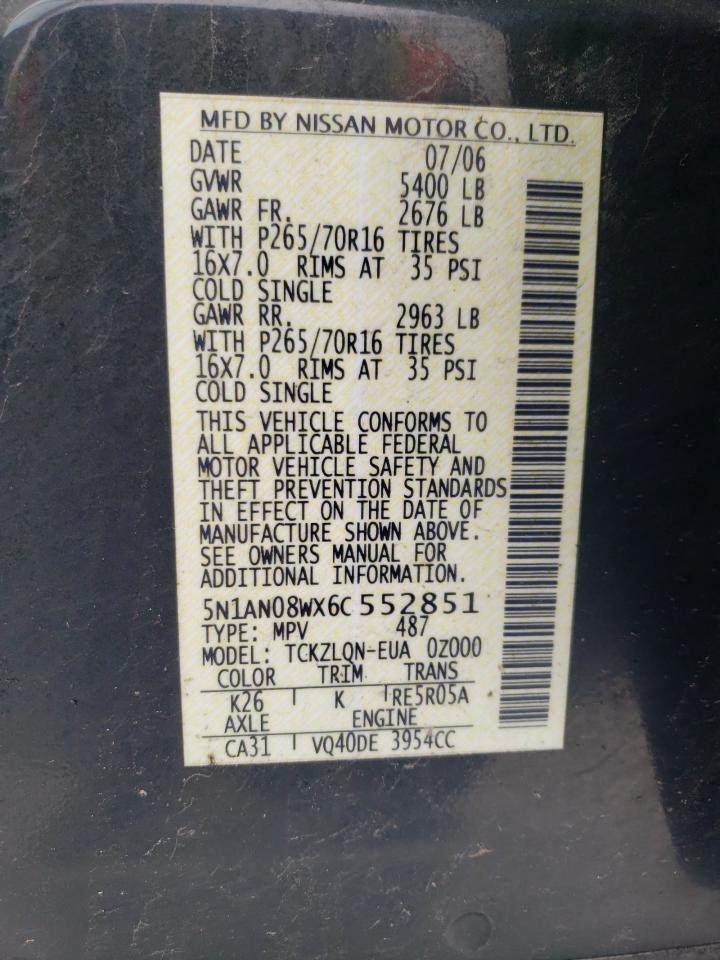 MFD BY NISSAN MOTOR CO., LTD.
DATE 07/06
GVWR 5400 LB
GAWR FR. 2676 LB
WITH P265/70R16 TIRES
16X7.0 RIMS AT 35 PSI
COLD SINGLE
GAWR RR. 2963 LB
WITH P265/70R16 TIRES
16X7.0 RIMS AT 35 PSI
COLD SINGLE
THIS VEHICLE CONFORMS TO
ALL APPLICABLE FEDERAL
MOTOR VEHICLE SAFETY AND
THEFT PREVENTION STANDARDS
IN EFFECT ON THE DATE OF
MANUFACTURE SHOWN ABOVE.
SEE OWNERS MANUAL FOR
ADDITIONAL INFORMATION.
5N1AN08WX6C 552851
TYPE: MPV 487
MODEL: TCKZLQN-EUA 0Z000
COLOR TRIM TRANS
K26 K RE5R05A
AXLE ENGINE
CA31 VQ40DE 3954CC